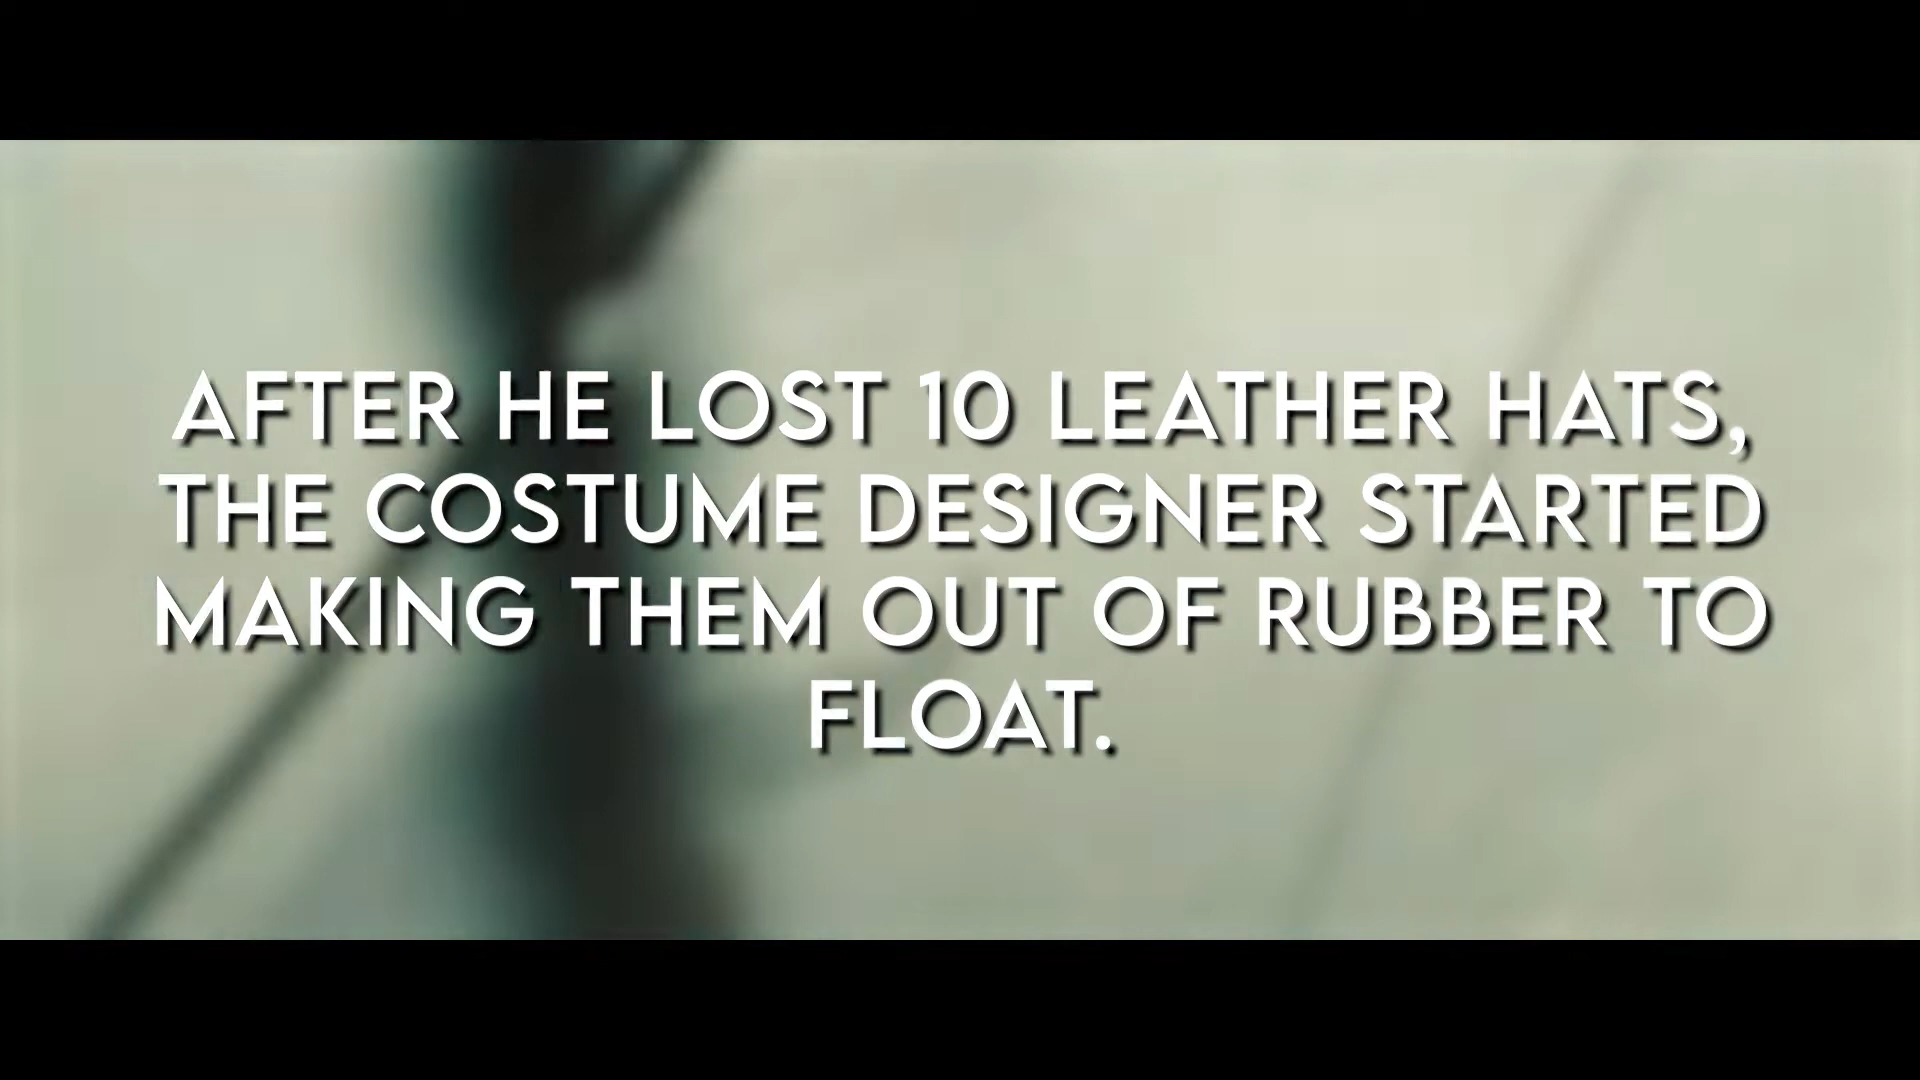 AFTER HE LOST 10 LEATHER HATS,
THE COSTUME DESIGNER STARTED
MAKING THEM OUT OF RUBBER TO
FLOAT.